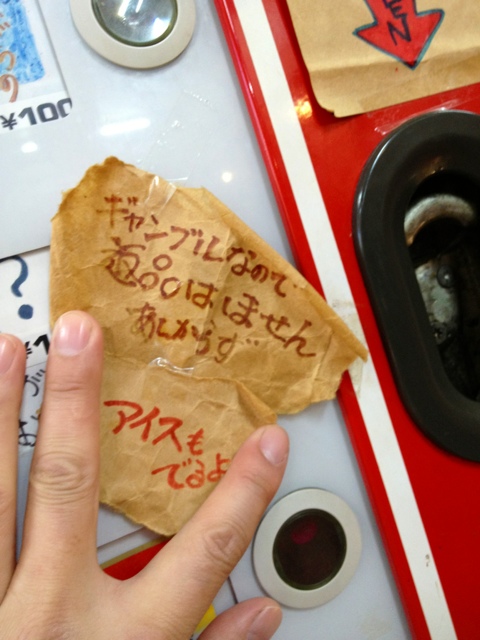 EN
¥100
ギャンブルなので
返品はしません
あしからず
?
¥1
アイスも
でるよ